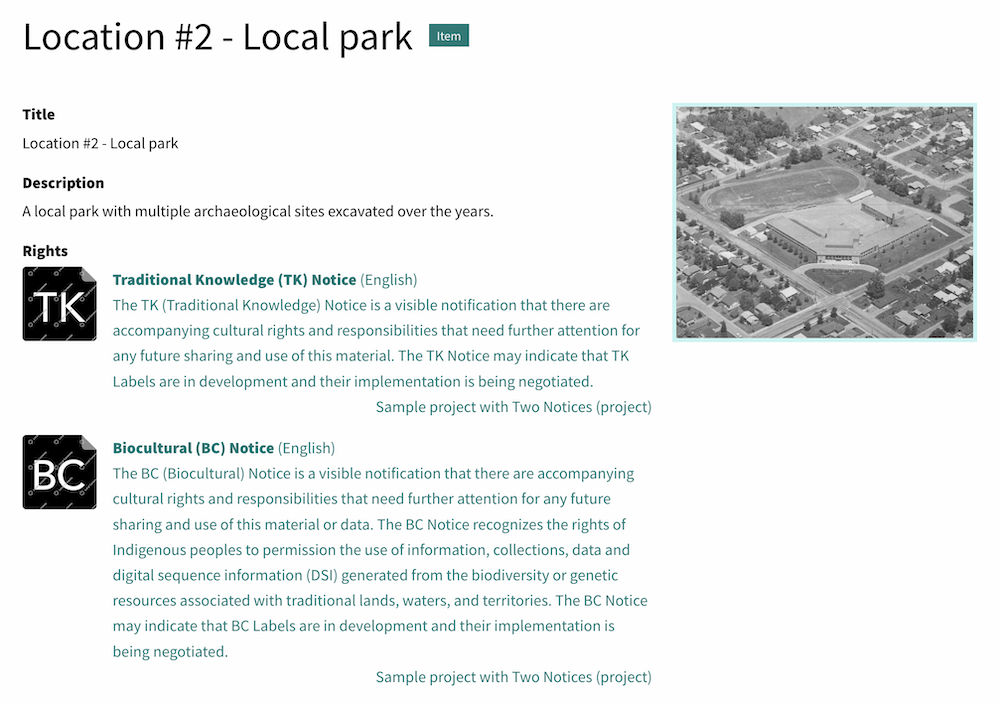 Location #2 - Local park
Item
Title
Location #2 - Local park
Description
A local park with multiple archaeological sites excavated over the years.
Rights
TK
Traditional Knowledge (TK) Notice (English)
The TK (Traditional Knowledge) Notice is a visible notification that there are
accompanying cultural rights and responsibilities that need further attention for
any future sharing and use of this material. The TK Notice may indicate that TK
Labels are in development and their implementation is being negotiated.
Sample project with Two Notices (project)
BC
Biocultural (BC) Notice (English)
The BC (Biocultural) Notice is a visible notification that there are accompanying
cultural rights and responsibilities that need further attention for any future
sharing and use of this material or data. The BC Notice recognizes the rights of
Indigenous peoples to permission the use of information, collections, data and
digital sequence information (DSI) generated from the biodiversity or genetic
resources associated with traditional lands, waters, and territories. The BC Notice
may indicate that BC Labels are in development and their implementation is
being negotiated.
Sample project with Two Notices (project)